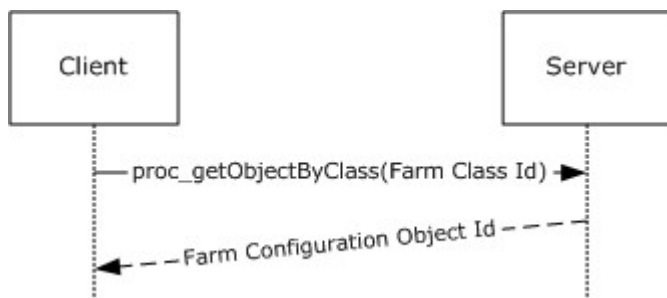 Client
Server
proc_getObjectByClass(Farm Class Id)
Farm Configuration Object Id